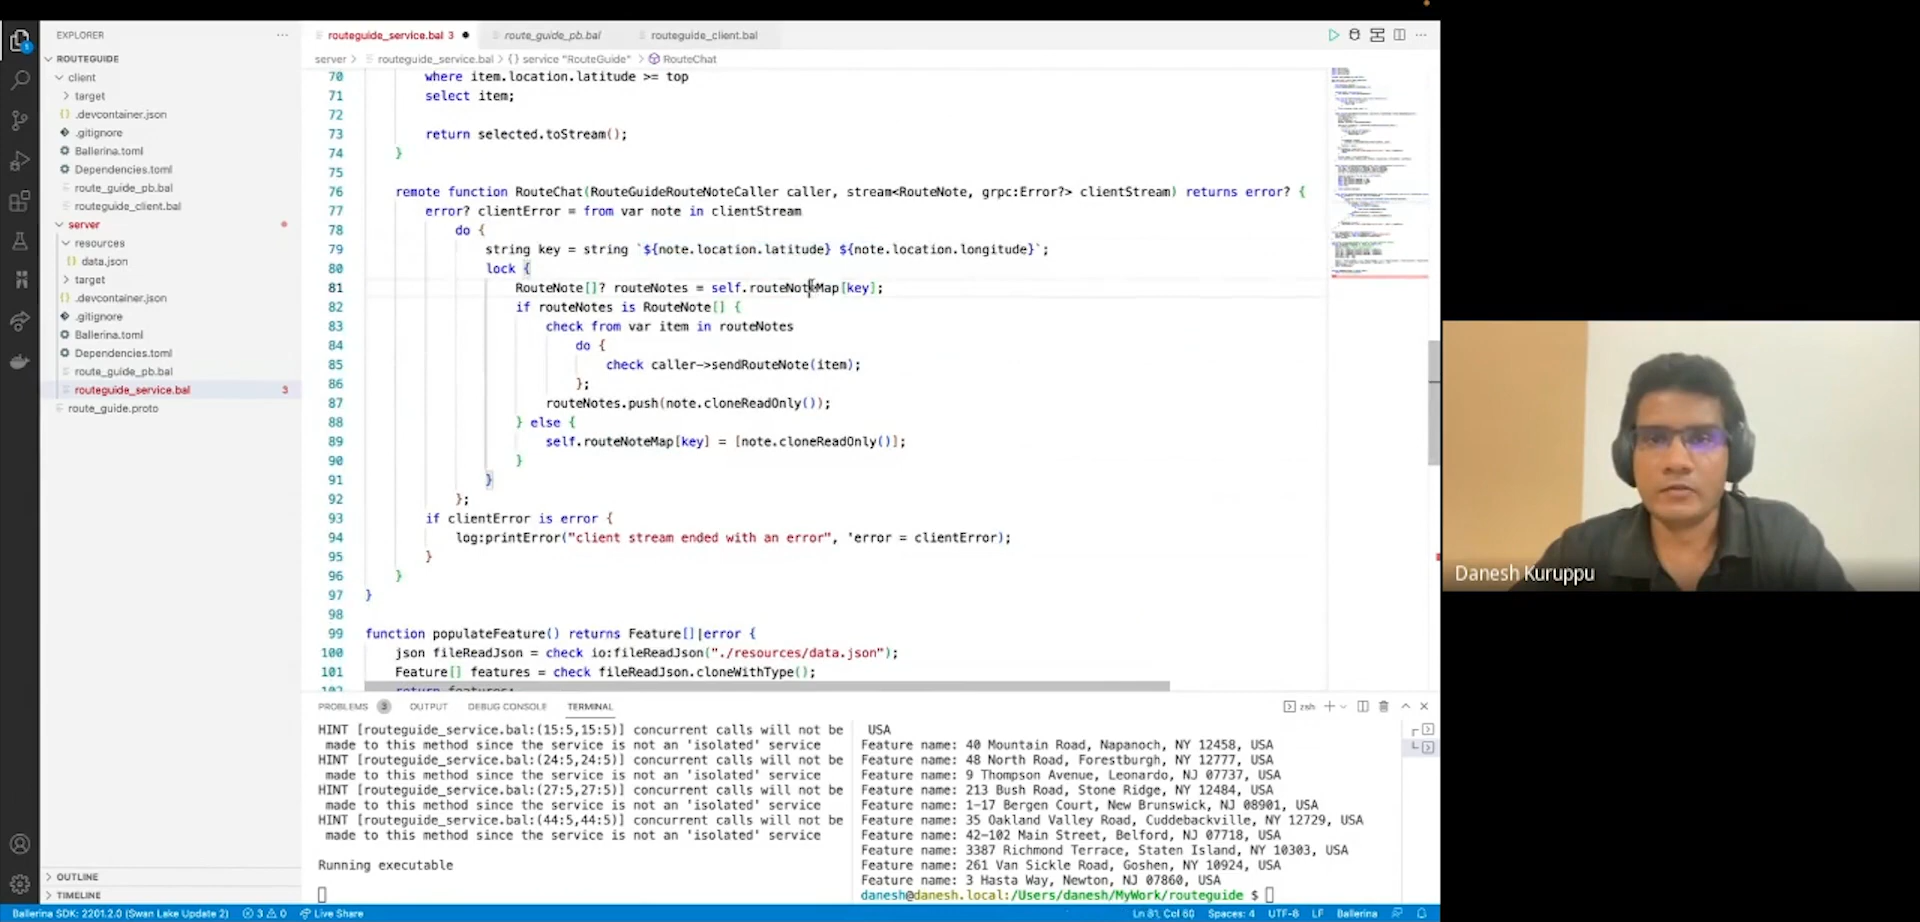 EXPLORER
ROUTEGUIDE
client
target
.devcontainer.json
.gitignore
Ballerina.toml
Dependencies.toml
route_guide_pb.bal
routeguide_client.bal
server
resources
data.json
target
.devcontainer.json
.gitignore
Ballerina.toml
Dependencies.toml
route_guide_pb.bal
routeguide_service.bal 3
route_guide.proto
OUTLINE
TIMELINE
routeguide_service.bal 3 route_guide_pb.bal routeguide_client.bal
server > routeguide_service.bal > {} service "RouteGuide" > RouteChat
70 where item.location.latitude >= top
71 select item;
72
73 return selected.toStream();
74 }
75
76 remote function RouteChat(RouteGuideRouteNoteCaller caller, stream<RouteNote, grpc:Error?> clientStream) returns error? {
77 error? clientError = from var note in clientStream
78 do {
79 string key = string `${note.location.latitude} ${note.location.longitude}`;
80 lock {
81 RouteNote[]? routeNotes = self.routeNoteMap[key];
82 if routeNotes is RouteNote[] {
83 check from var item in routeNotes
84 do {
85 check caller->sendRouteNote(item);
86 };
87 routeNotes.push(note.cloneReadOnly());
88 } else {
89 self.routeNoteMap[key] = [note.cloneReadOnly()];
90 }
91 }
92 };
93 if clientError is error {
94 log:printError("client stream ended with an error", 'error = clientError);
95 }
96 }
97 }
98
99 function populateFeature() returns Feature[]|error {
100 json fileReadJson = check io:fileReadJson("./resources/data.json");
101 Feature[] features = check fileReadJson.cloneWithType();
102 return features;
PROBLEMS 3 OUTPUT DEBUG CONSOLE TERMINAL zsh
HINT [routeguide_service.bal:(15:5,15:5)] concurrent calls will not be
made to this method since the service is not an 'isolated' service
HINT [routeguide_service.bal:(24:5,24:5)] concurrent calls will not be
made to this method since the service is not an 'isolated' service
HINT [routeguide_service.bal:(27:5,27:5)] concurrent calls will not be
made to this method since the service is not an 'isolated' service
HINT [routeguide_service.bal:(44:5,44:5)] concurrent calls will not be
made to this method since the service is not an 'isolated' service
Running executable
USA
Feature name: 40 Mountain Road, Napanoch, NY 12458, USA
Feature name: 48 North Road, Forestburgh, NY 12777, USA
Feature name: 9 Thompson Avenue, Leonardo, NJ 07737, USA
Feature name: 213 Bush Road, Stone Ridge, NY 12484, USA
Feature name: 1-17 Bergen Court, New Brunswick, NJ 08901, USA
Feature name: 35 Oakland Valley Road, Cuddebackville, NY 12729, USA
Feature name: 42-102 Main Street, Belford, NJ 07718, USA
Feature name: 3387 Richmond Terrace, Staten Island, NY 10303, USA
Feature name: 261 Van Sickle Road, Goshen, NY 10924, USA
Feature name: 3 Hasta Way, Newton, NJ 07860, USA
danesh@danesh.local:/Users/danesh/MyWork/routeguide $
Ballerina SDK: 2201.2.0 (Swan Lake Update 2) 3 0 Live Share Ln 81, Col 60 Spaces: 4 UTF-8 LF Ballerina
Danesh Kuruppu